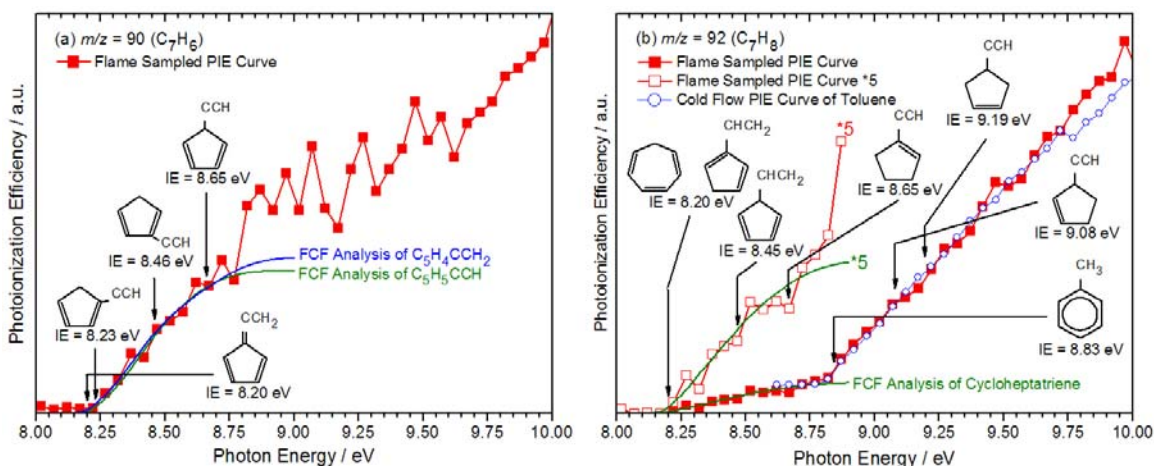 (a) m/z = 90 (C₇H₆)
Flame Sampled PIE Curve
CCH
IE = 8.65 eV
CCH
IE = 8.46 eV
CCH
IE = 8.23 eV
CCH₂
IE = 8.20 eV
FCF Analysis of C₅H₄CCH₂
FCF Analysis of C₅H₅CCH
Photoionization Efficiency / a.u.
8.00 8.25 8.50 8.75 9.00 9.25 9.50 9.75 10.00
Photon Energy / eV
(b) m/z = 92 (C₇H₈)
Flame Sampled PIE Curve
Flame Sampled PIE Curve *5
Cold Flow PIE Curve of Toluene
CCH
IE = 9.19 eV
*5
CHCH₂
IE = 8.20 eV
CHCH₂
IE = 8.45 eV
CCH
IE = 8.65 eV
CCH
IE = 9.08 eV
*5
CH₃
IE = 8.83 eV
FCF Analysis of Cycloheptatriene
Photoionization Efficiency / a.u.
8.00 8.25 8.50 8.75 9.00 9.25 9.50 9.75 10.00
Photon Energy / eV